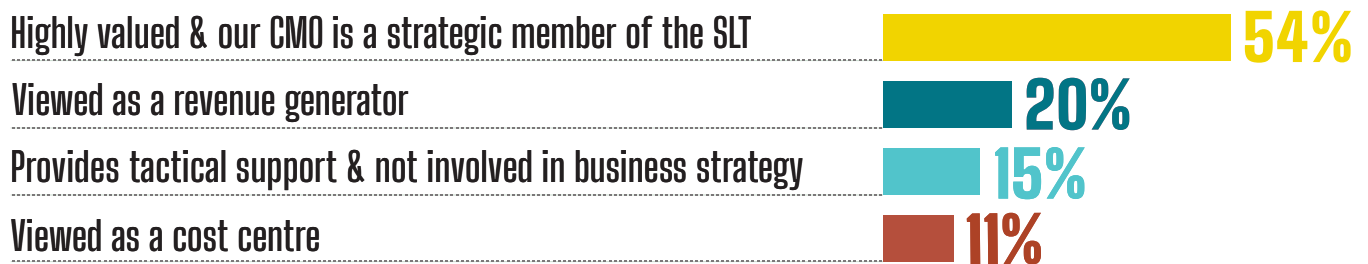 Highly valued & our CMO is a strategic member of the SLT 54%
Viewed as a revenue generator 20%
Provides tactical support & not involved in business strategy 15%
Viewed as a cost centre 11%